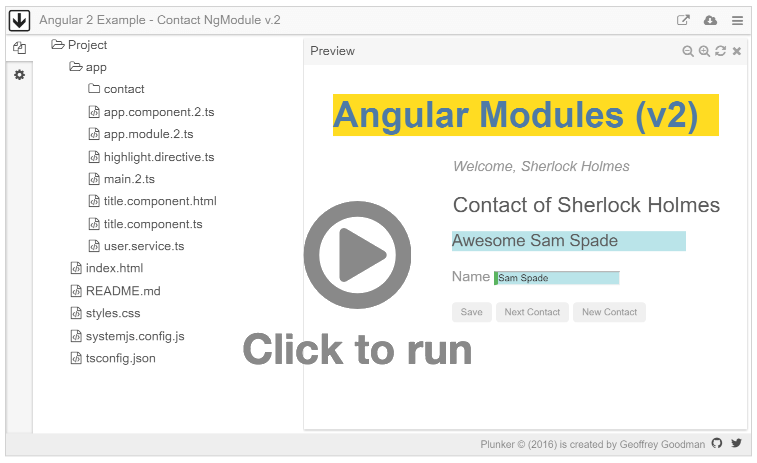 Angular 2 Example - Contact NgModule v.2
Project
app
contact
app.component.2.ts
app.module.2.ts
highlight.directive.ts
main.2.ts
title.component.html
title.component.ts
user.service.ts
index.html
README.md
styles.css
systemjs.config.js
tsconfig.json
Preview
Angular Modules (v2)
Welcome, Sherlock Holmes
Contact of Sherlock Holmes
Awesome Sam Spade
Name Sam Spade
Save Next Contact New Contact
Click to run
Plunker © (2016) is created by Geoffrey Goodman